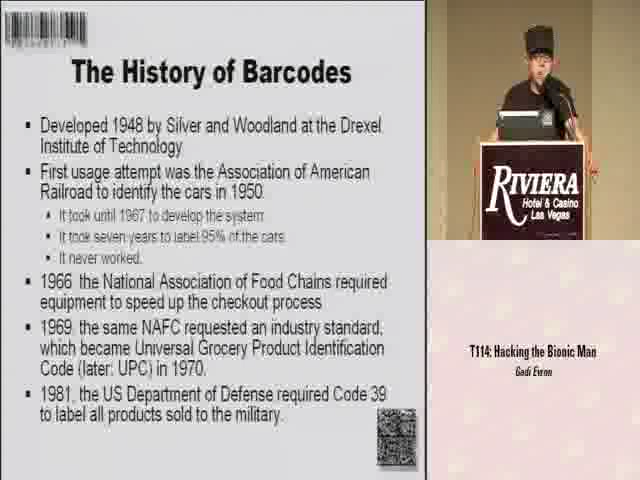 The History of Barcodes
Developed 1948 by Silver and Woodland at the Drexel
Institute of Technology
First usage attempt was the Association of American
Railroad to identify the cars in 1950.
It took until 1967 to develop the system
It took seven years to label 95% of the cars
It never worked.
1966 the National Association of Food Chains required
equipment to speed up the checkout process
1969, the same NAFC requested an industry standard,
which became Universal Grocery Product Identification
Code (later: UPC) in 1970.
1981, the US Department of Defense required Code 39
to label all products sold to the military.
RIVIERA
Hotel & Casino
Las Vegas
T114: Hacking the Bionic Man
Gadi Evron